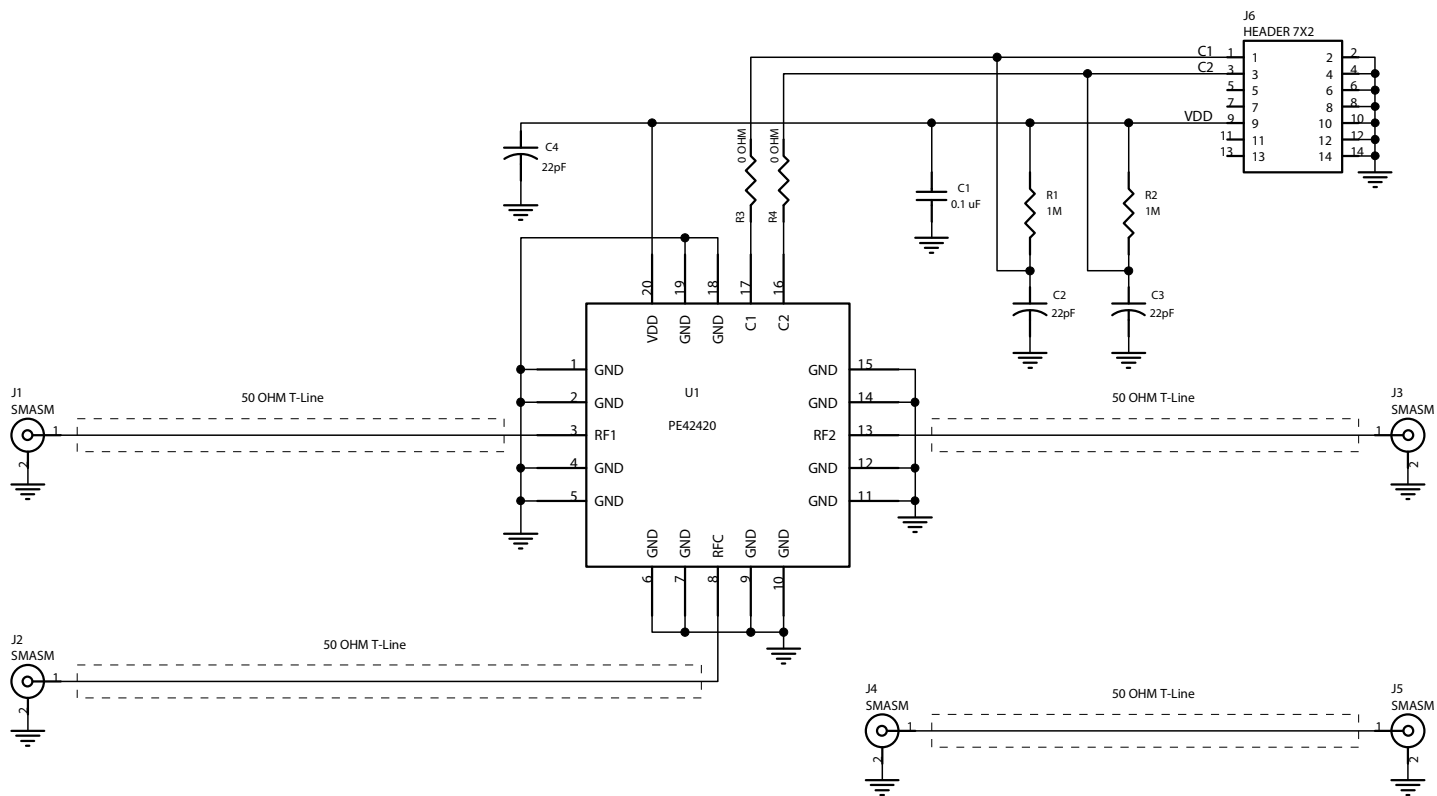 J6
HEADER 7X2
C1 1 1 2 2
C2 3 3 4 4
5 5 6 6
7 7 8 8
VDD 9 9 10 10
11 11 12 12
13 13 14 14
C4
22pF
0 OHM
R3
0 OHM
R4
C1
0.1 uF
R1
1M
R2
1M
C2
22pF
C3
22pF
20 19 18 17 16
VDD GND GND C1 C2
1 GND
2 GND
3 RF1
4 GND
5 GND
U1
PE42420
GND 15
GND 14
RF2 13
GND 12
GND 11
GND GND RFC GND GND
6 7 8 9 10
J1
SMASM
1
2
50 OHM T-Line
50 OHM T-Line
J3
SMASM
1
2
J2
SMASM
1
2
50 OHM T-Line
J4
SMASM
1
2
50 OHM T-Line
J5
SMASM
1
2